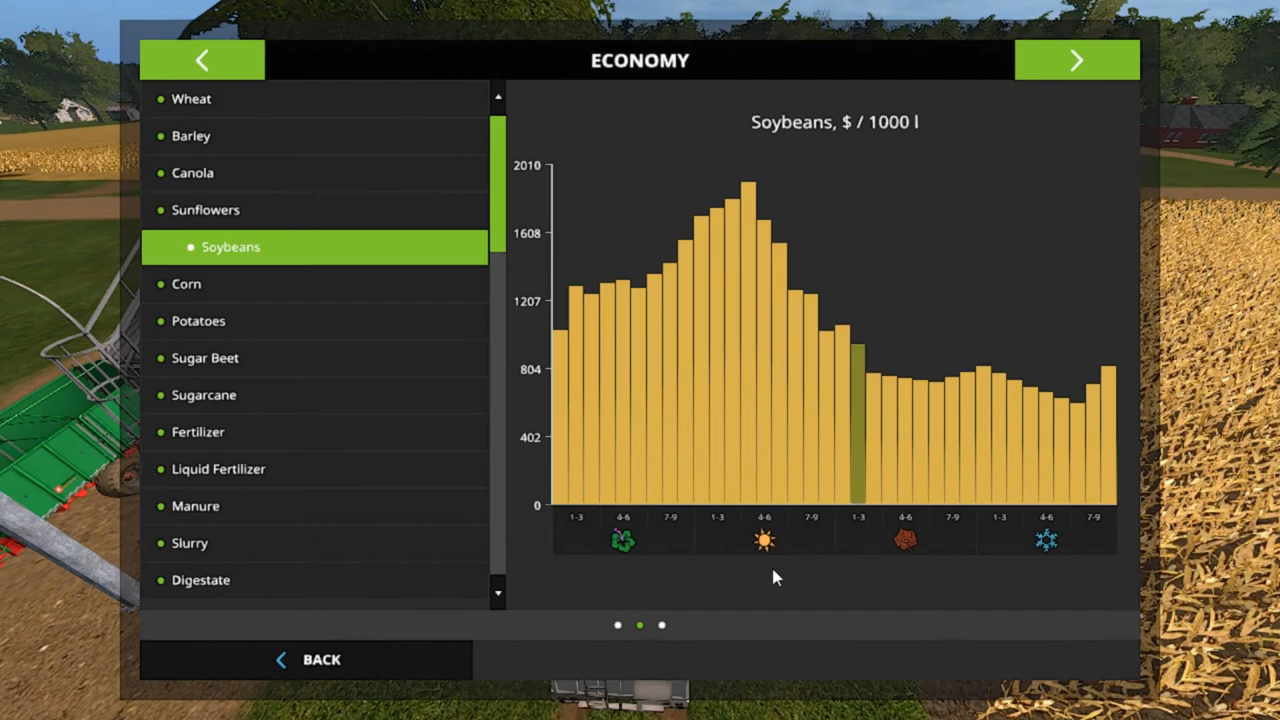 ECONOMY
Wheat
Barley
Canola
Sunflowers
Soybeans
Corn
Potatoes
Sugar Beet
Sugarcane
Fertilizer
Liquid Fertilizer
Manure
Slurry
Digestate
Soybeans, $ / 1000 l
2010
1608
1207
804
402
0
1-3 4-6 7-9 1-3 4-6 7-9 1-3 4-6 7-9 1-3 4-6 7-9
BACK